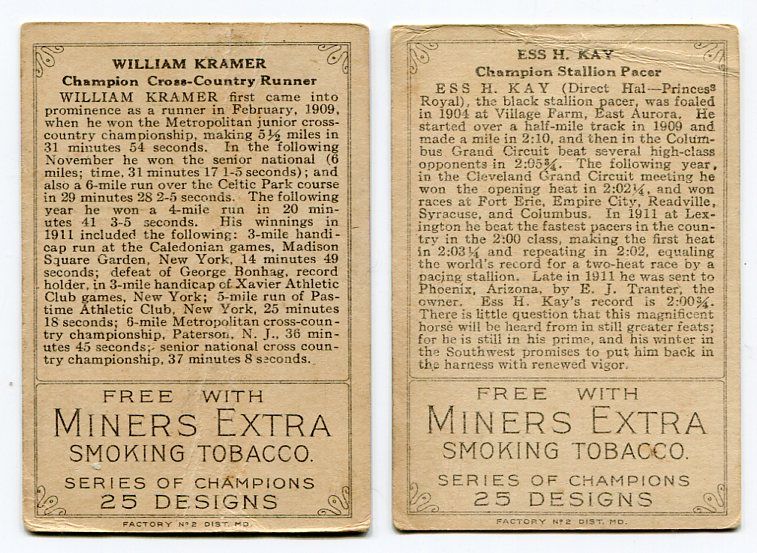 WILLIAM KRAMER
Champion Cross-Country Runner
WILLIAM KRAMER first came into
prominence as a runner in February, 1909,
when he won the Metropolitan junior cross-
country championship, making 5½ miles in
31 minutes 54 seconds. In the following
November he won the senior national (6
miles; time, 31 minutes 17 1-5 seconds); and
also a 6-mile run over the Celtic Park course
in 29 minutes 28 2-5 seconds. The following
year he won a 4-mile run in 20 min-
utes 41 3-5 seconds. His winnings in
1911 included the following: 3-mile handi-
cap run at the Caledonian games, Madison
Square Garden, New York, 14 minutes 49
seconds; defeat of George Bonhag, record
holder, in 3-mile handicap of Xavier Athletic
Club games, New York; 5-mile run of Pas-
time Athletic Club, New York, 25 minutes
18 seconds; 6-mile Metropolitan cross-coun-
try championship, Paterson, N. J., 36 min-
utes 45 seconds; senior national cross coun-
try championship, 37 minutes 8 seconds.
FREE WITH
MINERS EXTRA
SMOKING TOBACCO.
SERIES OF CHAMPIONS
25 DESIGNS
FACTORY Nº 2 DIST. MD.
ESS H. KAY
Champion Stallion Pacer
ESS H. KAY (Direct Hal—Princess
Royal), the black stallion pacer, was foaled
in 1904 at Village Farm, East Aurora. He
started over a half-mile track in 1909 and
made a mile in 2:10, and then in the Colum-
bus Grand Circuit beat several high-class
opponents in 2:05¾. The following year,
in the Cleveland Grand Circuit meeting he
won the opening heat in 2:02¼, and won
races at Fort Erie, Empire City, Readville,
Syracuse, and Columbus. In 1911 at Lex-
ington he beat the fastest pacers in the coun-
try in the 2:00 class, making the first heat
in 2:03¼ and repeating in 2:02, equaling
the world's record for a two-heat race by a
pacing stallion. Late in 1911 he was sent to
Phoenix, Arizona, by E. J. Tranter, the
owner. Ess H. Kay's record is 2:00¾.
There is little question that this magnificent
horse will be heard from in still greater feats;
for he is still in his prime, and his winter in
the Southwest promises to put him back in
the harness with renewed vigor.
FREE WITH
MINERS EXTRA
SMOKING TOBACCO.
SERIES OF CHAMPIONS
25 DESIGNS
FACTORY Nº 2 DIST. MD.